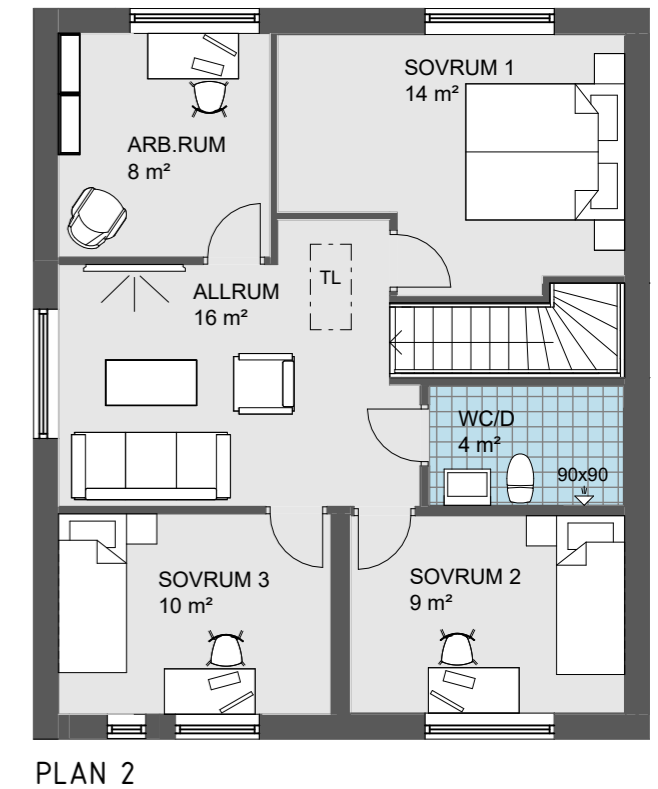 SOVRUM 1
14 m²
ARB.RUM
8 m²
ALLRUM
16 m²
TL
WC/D
4 m²
90x90
SOVRUM 3
10 m²
SOVRUM 2
9 m²
PLAN 2